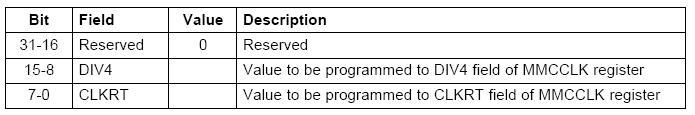 Bit Field Value Description
31-16 Reserved 0 Reserved
15-8 DIV4 Value to be programmed to DIV4 field of MMCCLK register
7-0 CLKRT Value to be programmed to CLKRT field of MMCCLK register